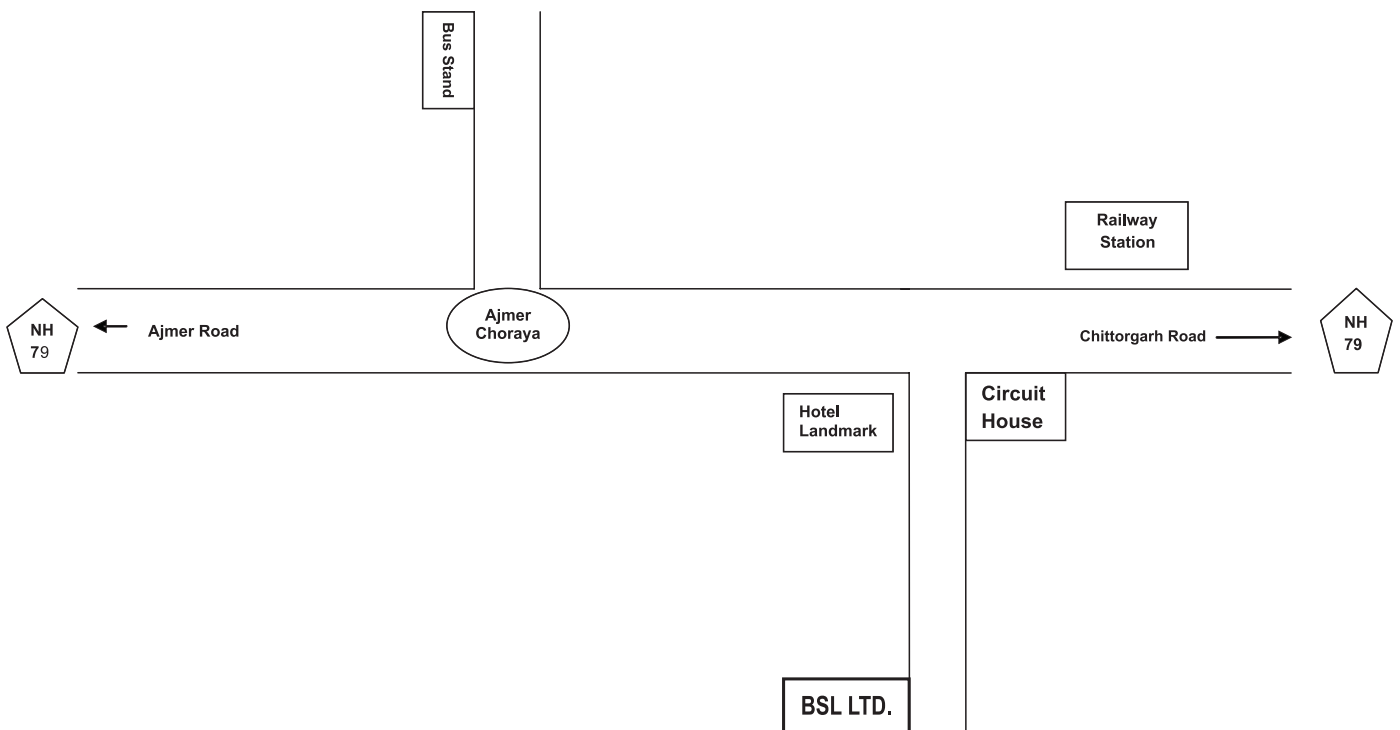 Bus Stand
Railway
Station
NH
79
Ajmer Road
Ajmer
Choraya
Chittorgarh Road
NH
79
Hotel
Landmark
Circuit
House
BSL LTD.